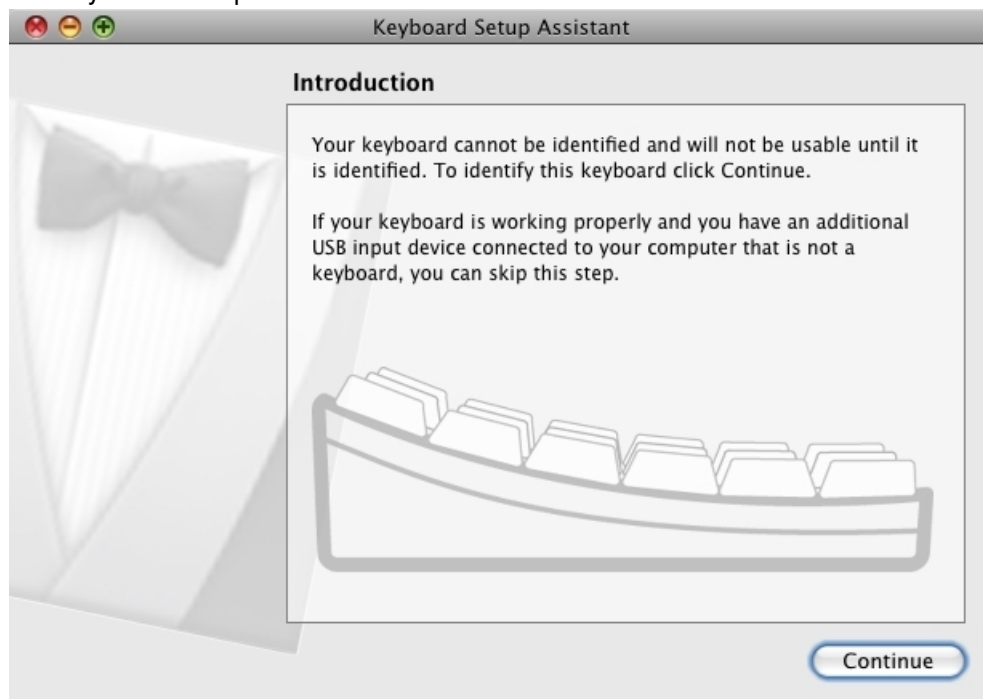 Keyboard Setup Assistant
Introduction
Your keyboard cannot be identified and will not be usable until it
is identified. To identify this keyboard click Continue.
If your keyboard is working properly and you have an additional
USB input device connected to your computer that is not a
keyboard, you can skip this step.
Continue